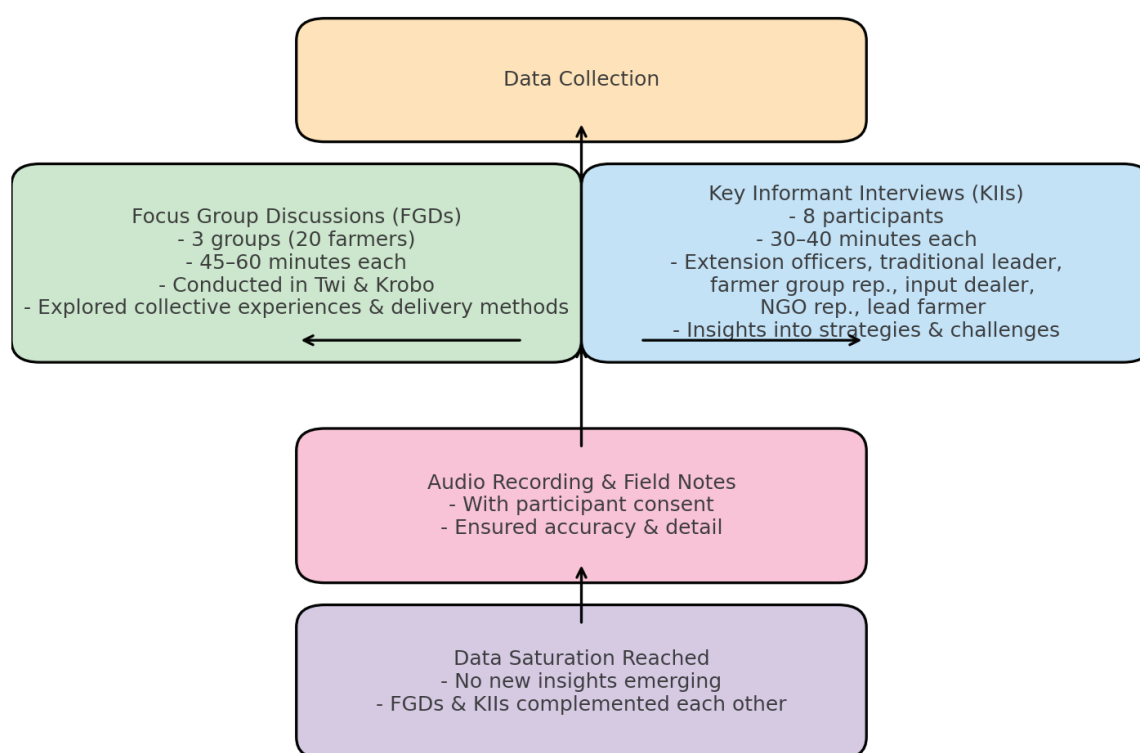 Data Collection
Focus Group Discussions (FGDs)
- 3 groups (20 farmers)
- 45–60 minutes each
- Conducted in Twi & Krobo
- Explored collective experiences & delivery methods
Key Informant Interviews (KIIs)
- 8 participants
- 30–40 minutes each
- Extension officers, traditional leader,
farmer group rep., input dealer,
NGO rep., lead farmer
- Insights into strategies & challenges
Audio Recording & Field Notes
- With participant consent
- Ensured accuracy & detail
Data Saturation Reached
- No new insights emerging
- FGDs & KIIs complemented each other